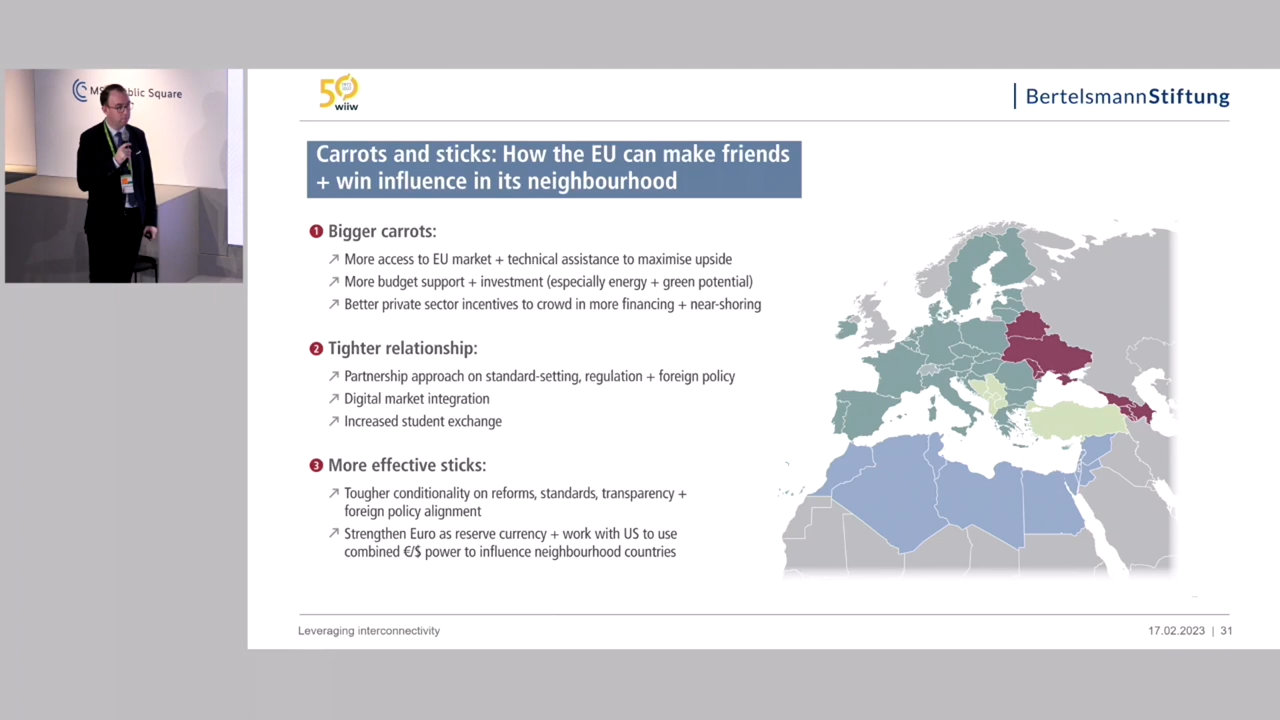 MS Public Square
50
wiiw
BertelsmannStiftung
Carrots and sticks: How the EU can make friends
+ win influence in its neighbourhood
1 Bigger carrots:
↗ More access to EU market + technical assistance to maximise upside
↗ More budget support + investment (especially energy + green potential)
↗ Better private sector incentives to crowd in more financing + near-shoring
2 Tighter relationship:
↗ Partnership approach on standard-setting, regulation + foreign policy
↗ Digital market integration
↗ Increased student exchange
3 More effective sticks:
↗ Tougher conditionality on reforms, standards, transparency +
foreign policy alignment
↗ Strengthen Euro as reserve currency + work with US to use
combined €/$ power to influence neighbourhood countries
Leveraging interconnectivity
17.02.2023 | 31